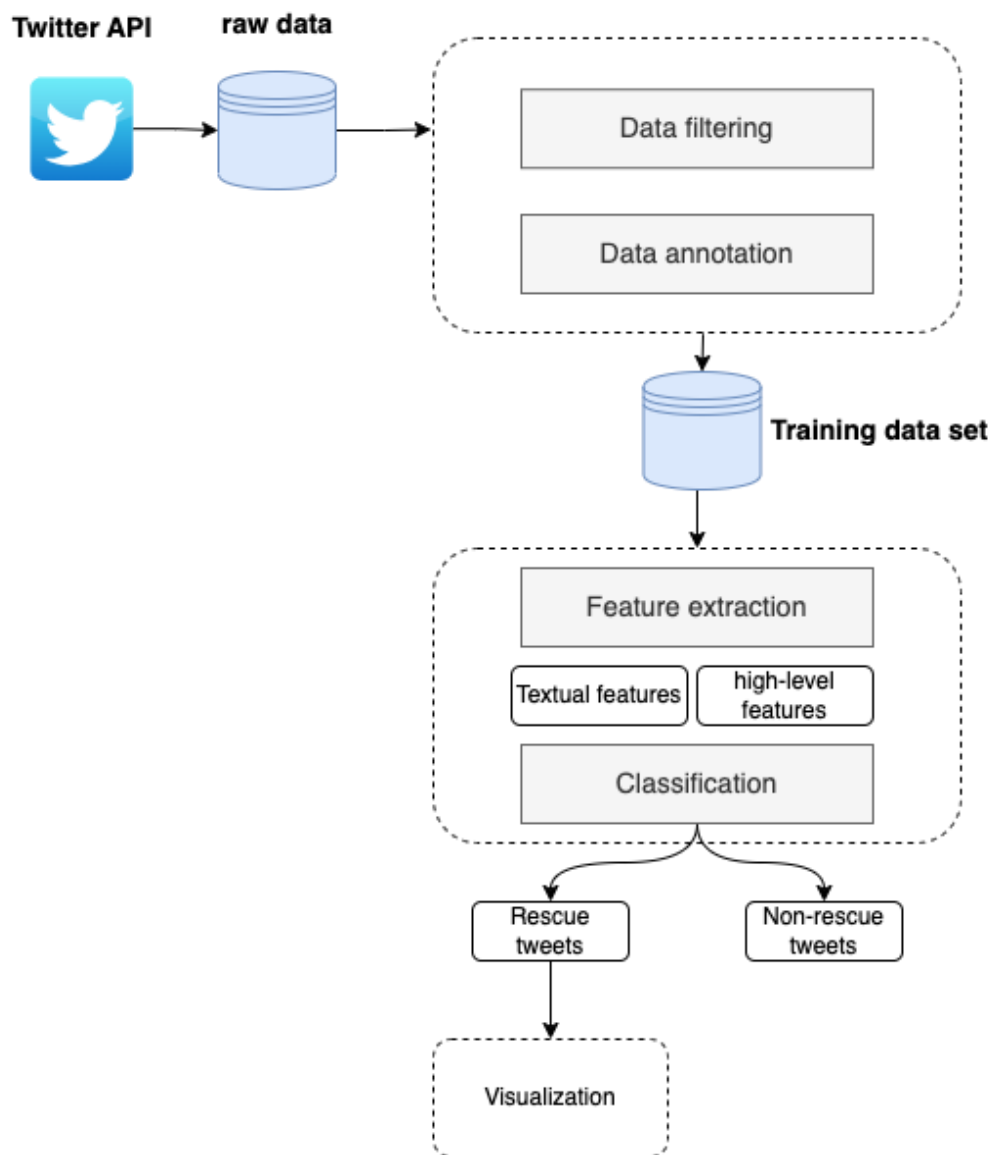 Twitter API
raw data
Data filtering
Data annotation
Training data set
Feature extraction
Textual features
high-level
features
Classification
Rescue
tweets
Non-rescue
tweets
Visualization